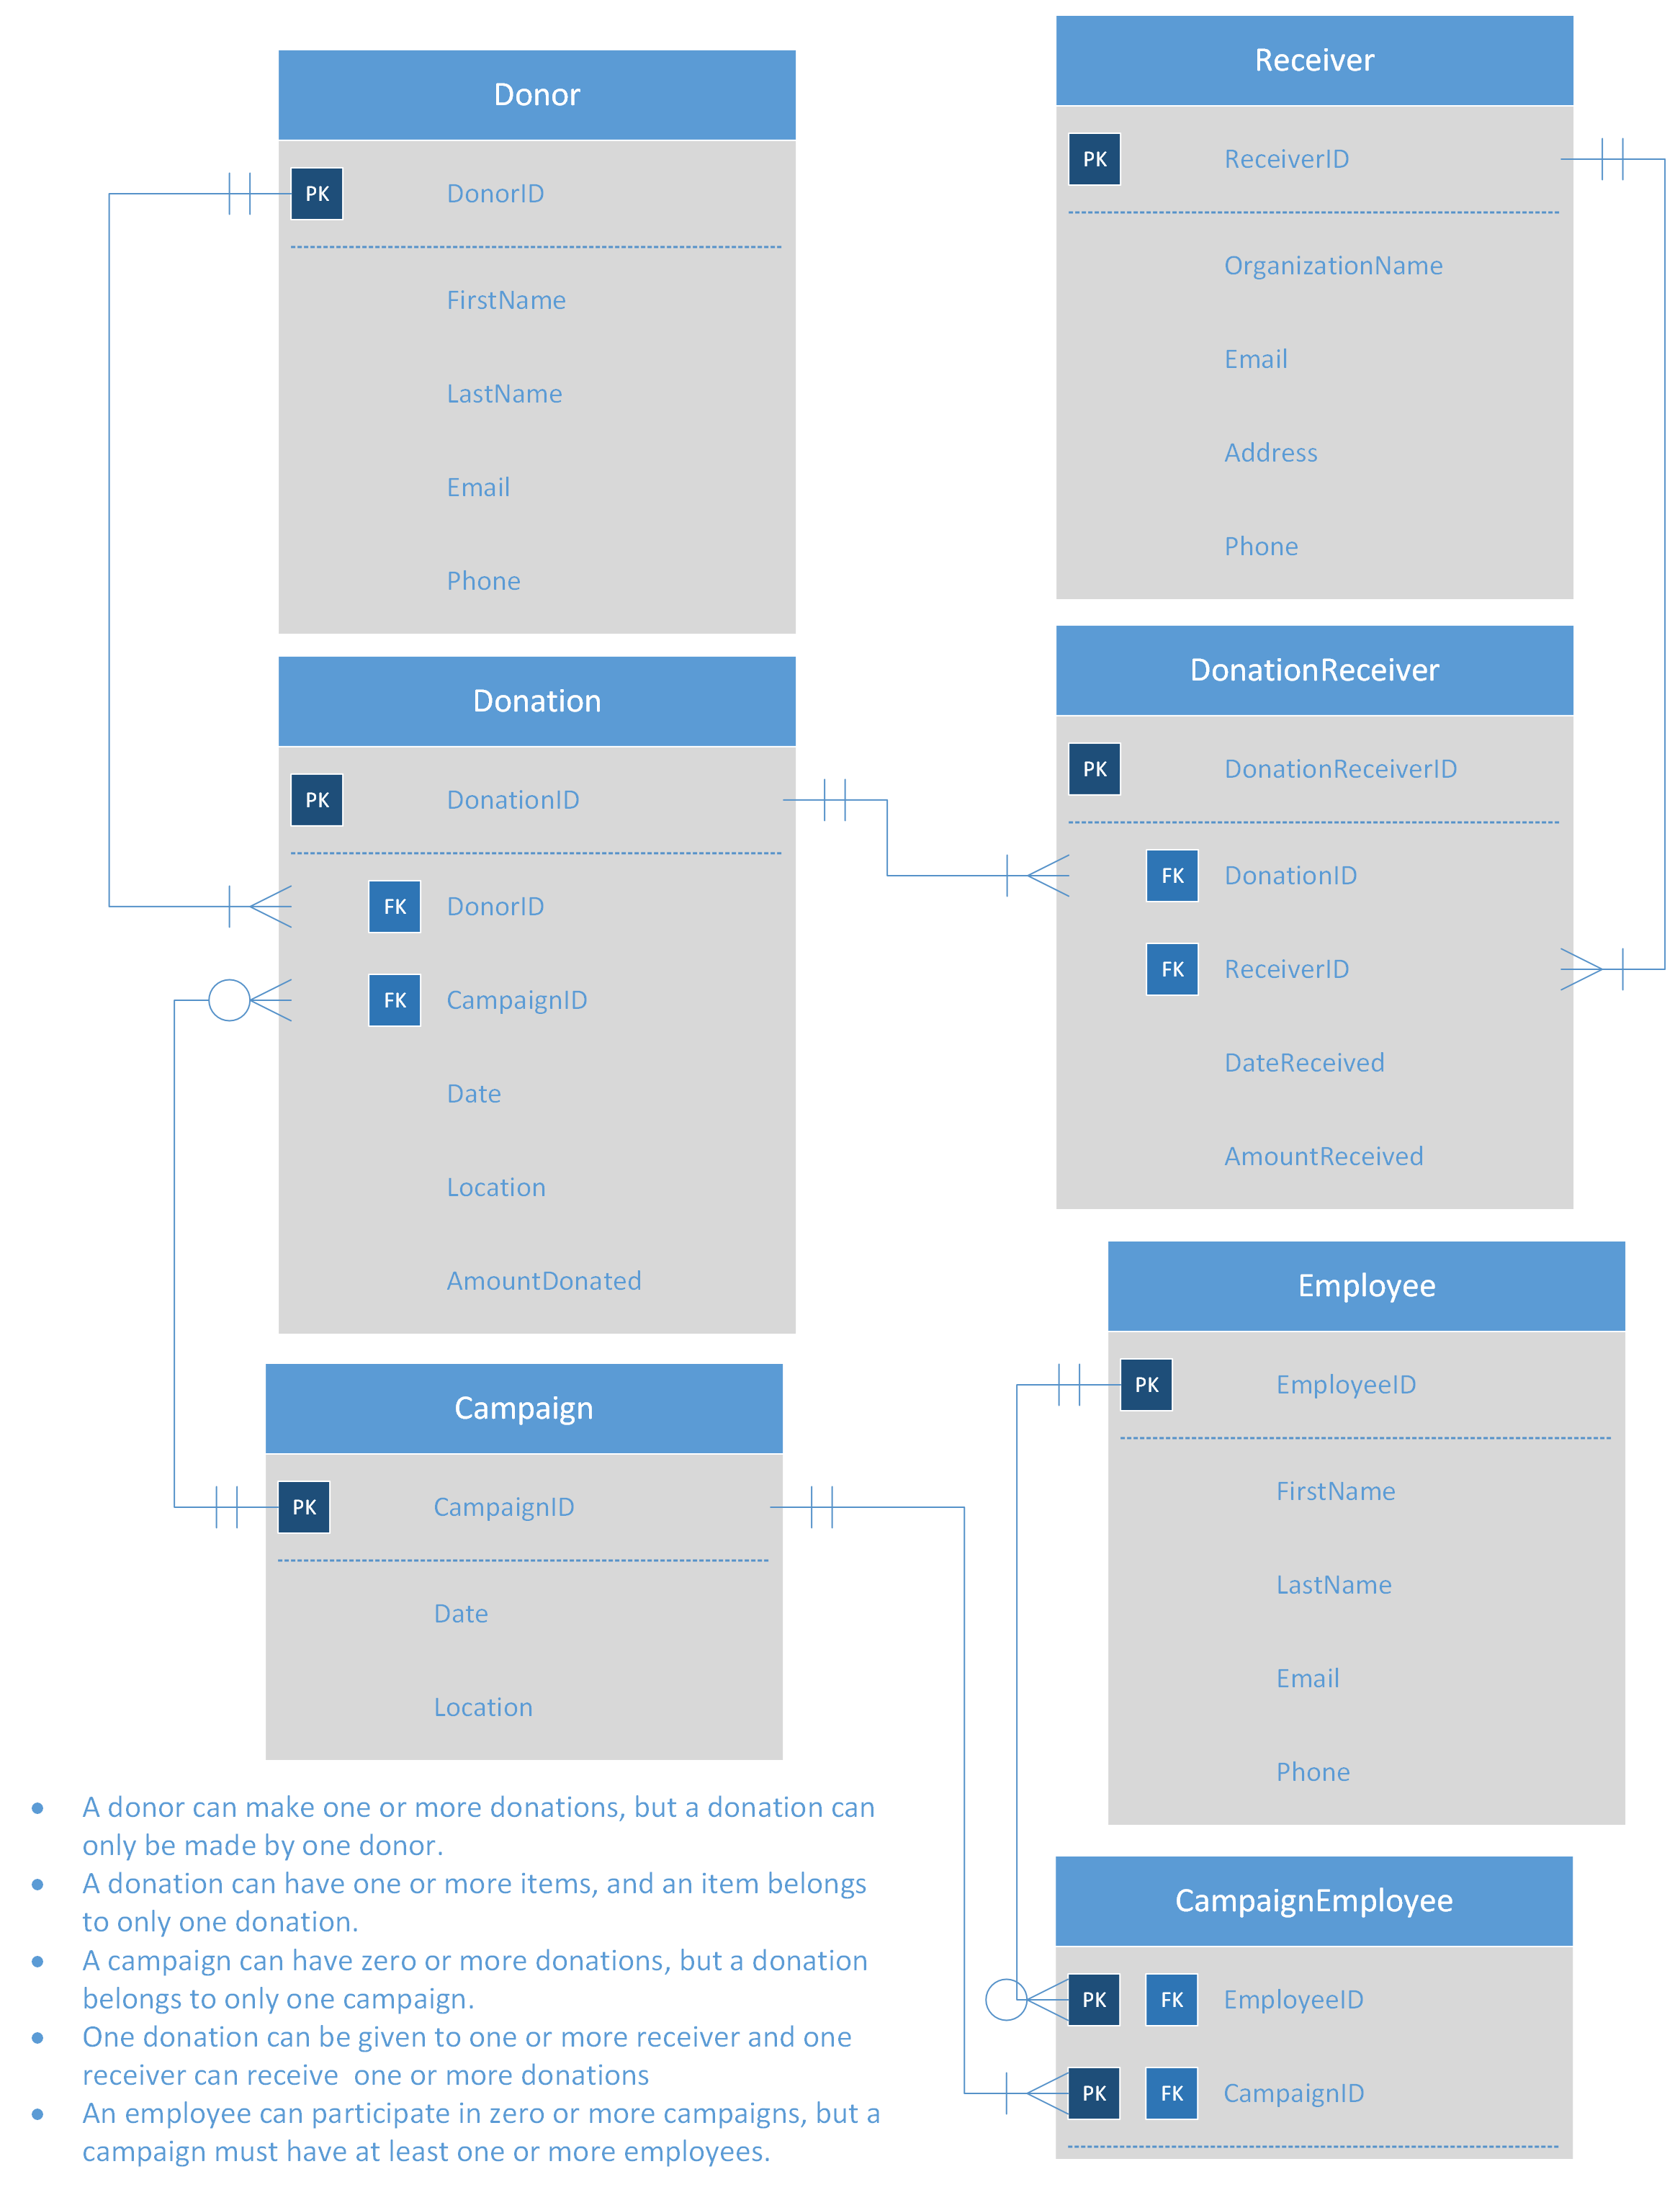 Donor
PK DonorID
FirstName
LastName
Email
Phone
Receiver
PK ReceiverID
OrganizationName
Email
Address
Phone
Donation
PK DonationID
FK DonorID
FK CampaignID
Date
Location
AmountDonated
DonationReceiver
PK DonationReceiverID
FK DonationID
FK ReceiverID
DateReceived
AmountReceived
Campaign
PK CampaignID
Date
Location
Employee
PK EmployeeID
FirstName
LastName
Email
Phone
CampaignEmployee
PK FK EmployeeID
PK FK CampaignID
• A donor can make one or more donations, but a donation can
only be made by one donor.
• A donation can have one or more items, and an item belongs
to only one donation.
• A campaign can have zero or more donations, but a donation
belongs to only one campaign.
• One donation can be given to one or more receiver and one
receiver can receive  one or more donations
• An employee can participate in zero or more campaigns, but a
campaign must have at least one or more employees.